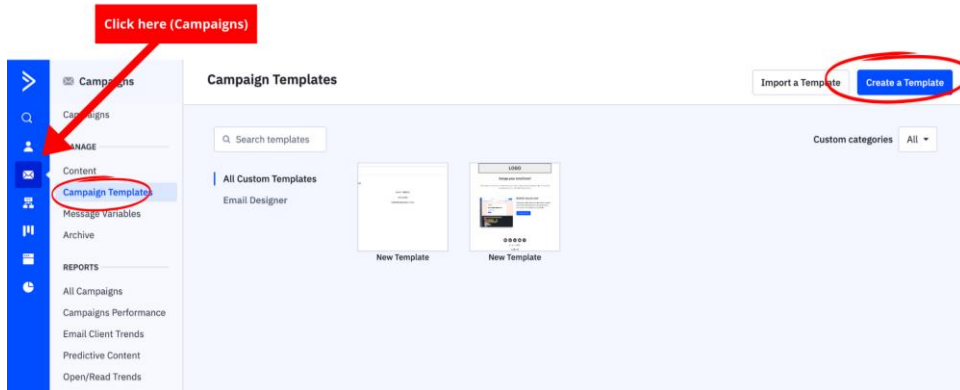 Click here (Campaigns)
Campaigns
Campaign Templates
Import a Template
Create a Template
Campaigns
MANAGE
Content
Campaign Templates
Message Variables
Archive
REPORTS
All Campaigns
Campaigns Performance
Email Client Trends
Predictive Content
Open/Read Trends
Search templates
Custom categories
All
All Custom Templates
Email Designer
LOGO
New Template
New Template